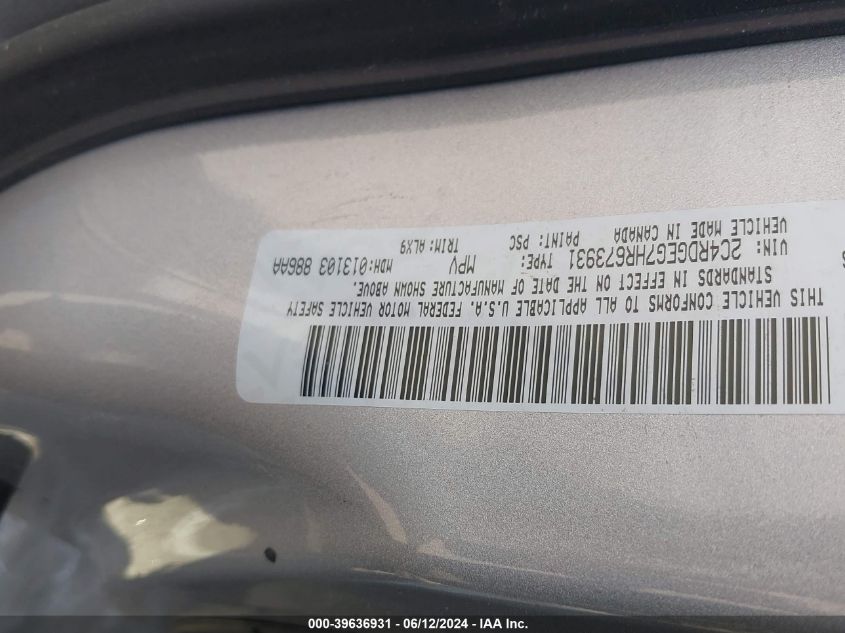 THIS VEHICLE CONFORMS TO ALL APPLICABLE U.S.A. FEDERAL MOTOR VEHICLE SAFETY
STANDARDS IN EFFECT ON THE DATE OF MANUFACTURE SHOWN ABOVE.
VIN: 2C4RDGEG7HR673931 TYPE: MPV MDH:013103 886AA
VEHICLE MADE IN CANADA PAINT: PSC TRIM: ALX9
000-39636931 - 06/12/2024 - IAA Inc.